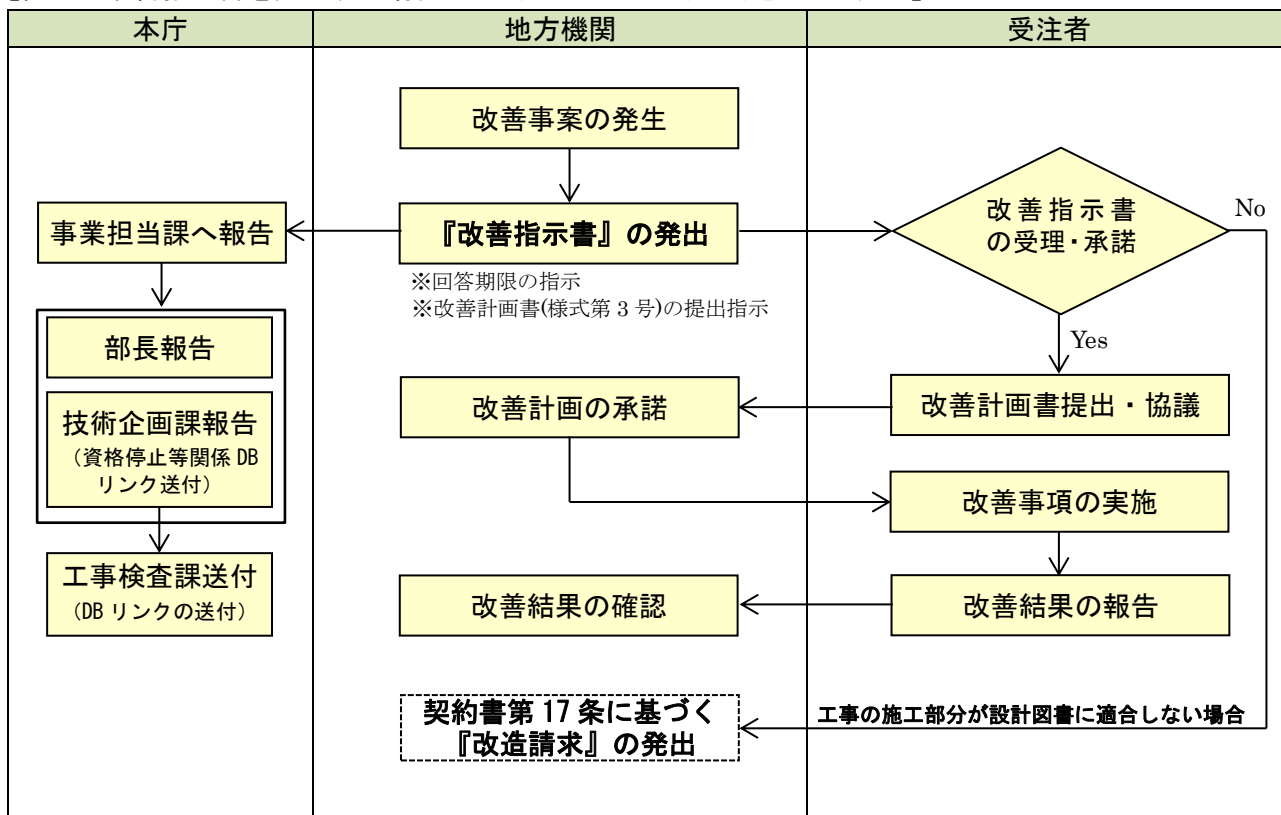 本庁
地方機関
受注者
改善事案の発生
事業担当課へ報告
『改善指示書』の発出
改善指示書
の受理・承諾
No
※回答期限の指示
※改善計画書(様式第 3 号)の提出指示
Yes
部長報告
技術企画課報告
（資格停止等関係 DB
リンク送付）
改善計画の承諾
改善計画書提出・協議
改善事項の実施
工事検査課送付
（DB リンクの送付）
改善結果の確認
改善結果の報告
契約書第 17 条に基づく
『改造請求』の発出
工事の施工部分が設計図書に適合しない場合